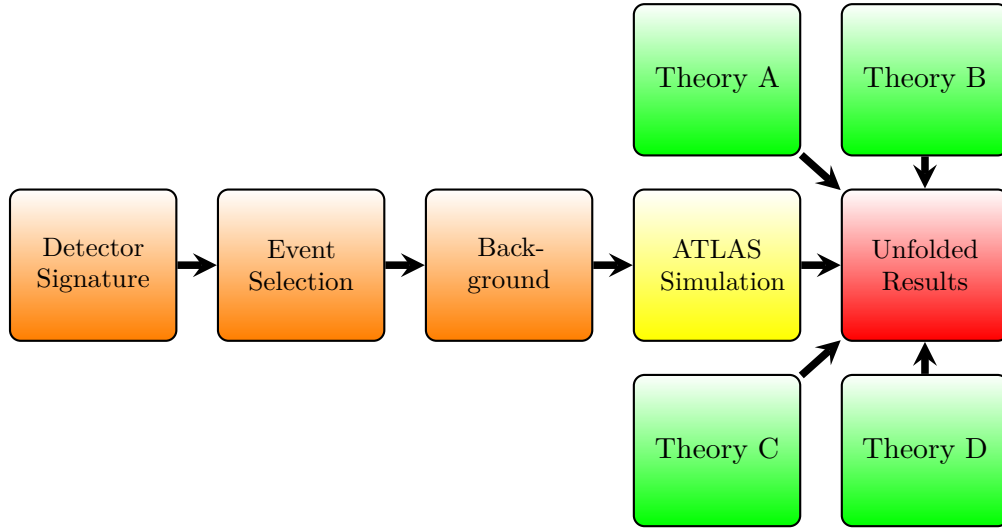 Theory A
Theory B
Detector
Signature
Event
Selection
Back-
ground
ATLAS
Simulation
Unfolded
Results
Theory C
Theory D